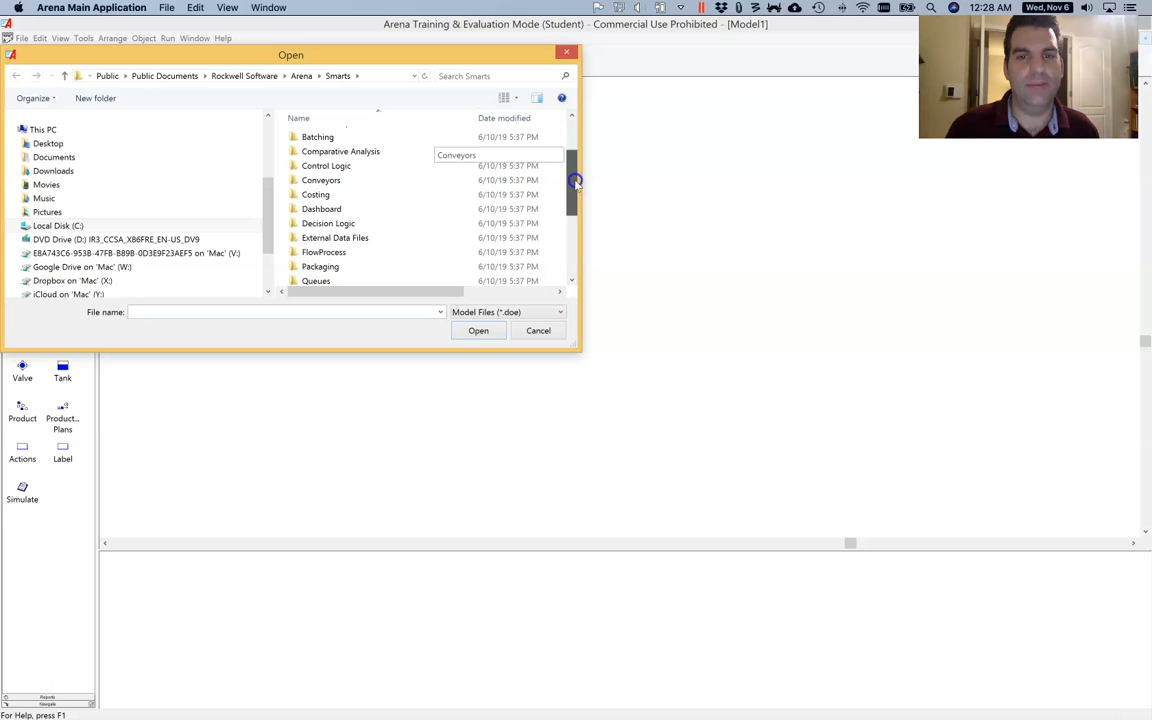 Arena Main Application File Edit View Window Wed, Nov 6 12:28 AM
Arena Training & Evaluation Mode (Student) - Commercial Use Prohibited - [Model1]
File Edit View Tools Arrange Object Run Window Help
Open
Public Public Documents Rockwell Software Arena Smarts Search Smarts
Organize New folder
Name Date modified
This PC
Desktop
Documents
Downloads
Movies
Music
Pictures
Local Disk (C:)
DVD Drive (D:) IR3_CCSA_X86FRE_EN-US_DV9
E8A743C6-953B-47FB-B89B-0D3E9F23AEF5 on 'Mac' (V:)
Google Drive on 'Mac' (W:)
Dropbox on 'Mac' (X:)
iCloud on 'Mac' (Y:)
Batching 6/10/19 5:37 PM
Comparative Analysis 6/10/19 5:37 PM
Conveyors
Control Logic 6/10/19 5:37 PM
Conveyors 6/10/19 5:37 PM
Costing 6/10/19 5:37 PM
Dashboard 6/10/19 5:37 PM
Decision Logic 6/10/19 5:37 PM
External Data Files 6/10/19 5:37 PM
FlowProcess 6/10/19 5:37 PM
Packaging 6/10/19 5:37 PM
Queues 6/10/19 5:37 PM
File name: Model Files (*.doe)
Open Cancel
Valve Tank
Product Product... Plans
Actions Label
Simulate
Reports
Navigate
For Help, press F1